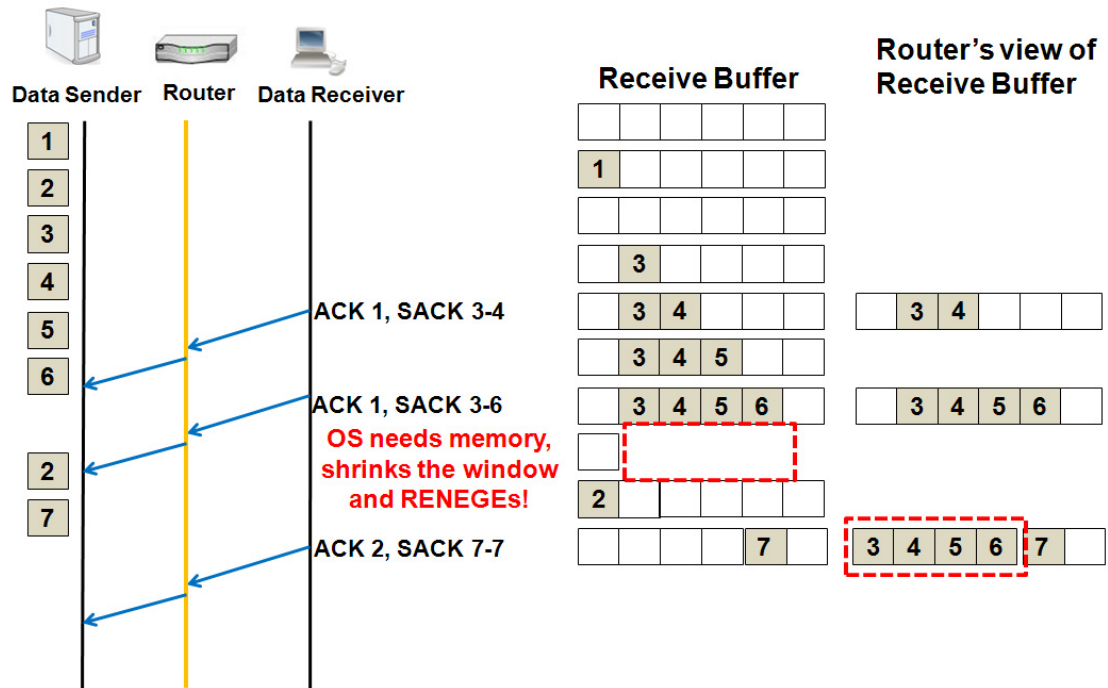 Data Sender
Router
Data Receiver
Receive Buffer
Router's view of
Receive Buffer
1
2
3
4
5
6
2
7
ACK 1, SACK 3-4
ACK 1, SACK 3-6
OS needs memory,
shrinks the window
and RENEGEs!
ACK 2, SACK 7-7
1
3
3 4
3 4 5
3 4 5 6
2
7
3 4
3 4 5 6
3 4 5 6 7